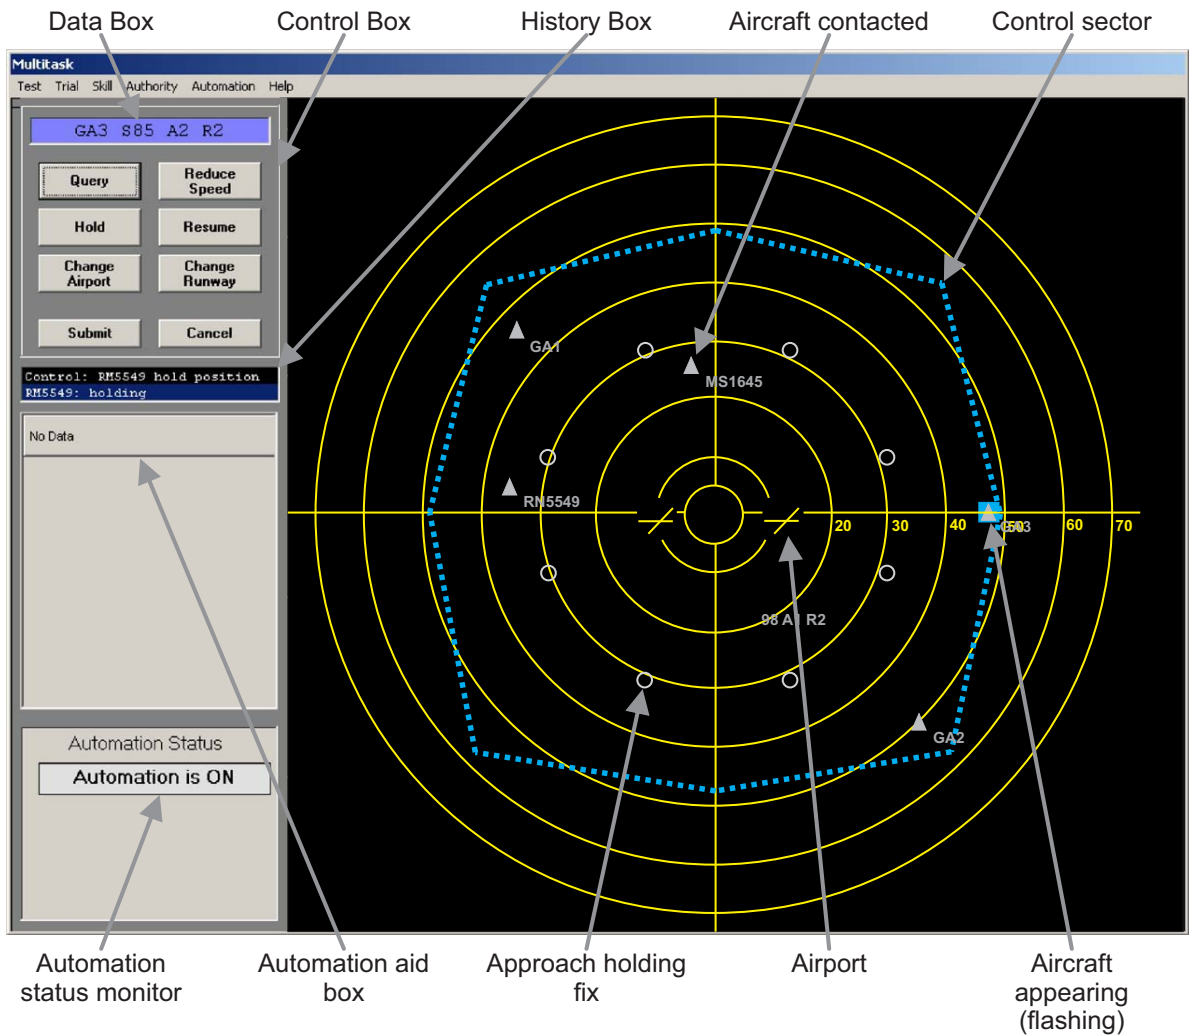 Data Box
Control Box
History Box
Aircraft contacted
Control sector
Multitask
Test Trial Skill Authority Automation Help
GA3 S85 A2 R2
Query
Reduce
Speed
Hold
Resume
Change
Airport
Change
Runway
Submit
Cancel
Control: RM5549 hold position
RM5549: holding
No Data
Automation Status
Automation is ON
GA1
MS1645
RN5549
20 30 40 50 60 70
GA3
98 A1 R2
GA2
Automation
status monitor
Automation aid
box
Approach holding
fix
Airport
Aircraft
appearing
(flashing)